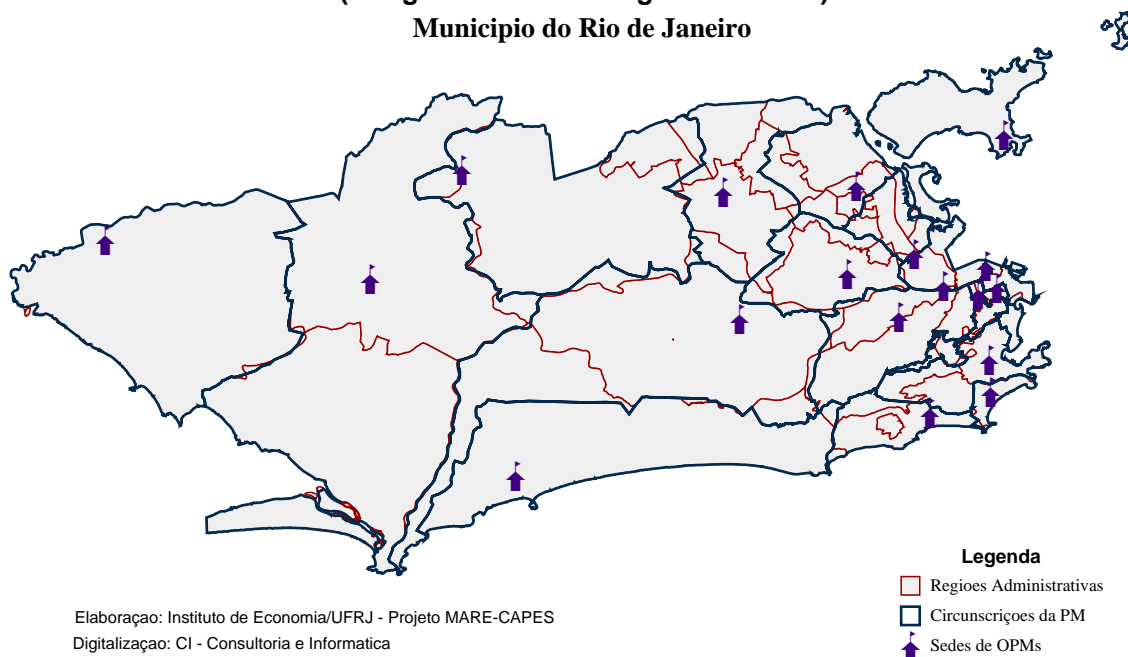 Municipio do Rio de Janeiro
Legenda
Regioes Administrativas
Circunscriçoes da PM
Sedes de OPMs
Elaboraçao: Instituto de Economia/UFRJ - Projeto MARE-CAPES
Digitalizaçao: CI - Consultoria e Informatica